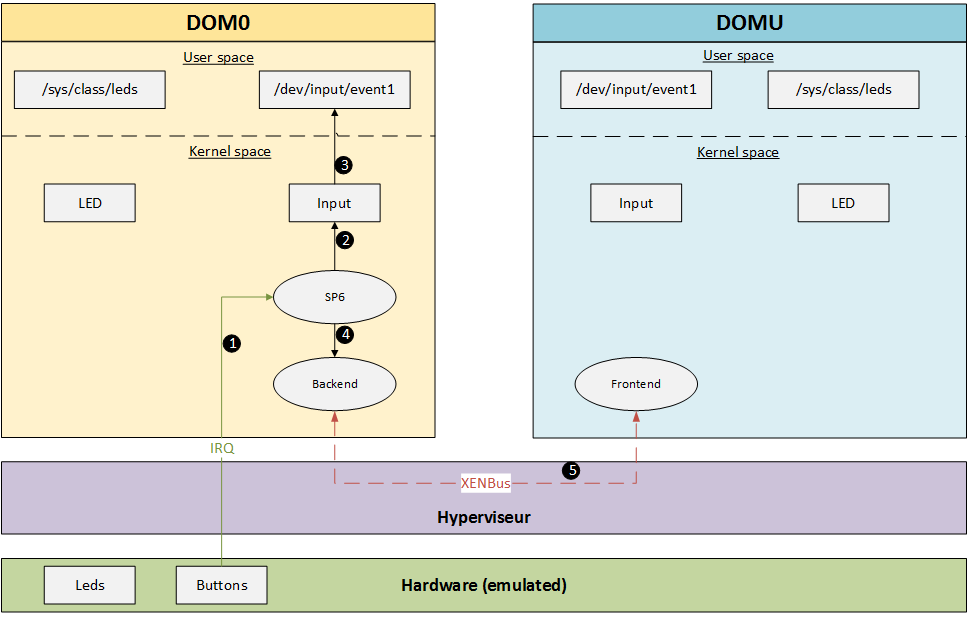 DOM0
DOMU
User space
User space
/sys/class/leds
/dev/input/event1
/dev/input/event1
/sys/class/leds
Kernel space
Kernel space
3
LED
Input
Input
LED
2
SP6
4
1
Backend
Frontend
IRQ
5
XENBus
Hyperviseur
Leds
Buttons
Hardware (emulated)